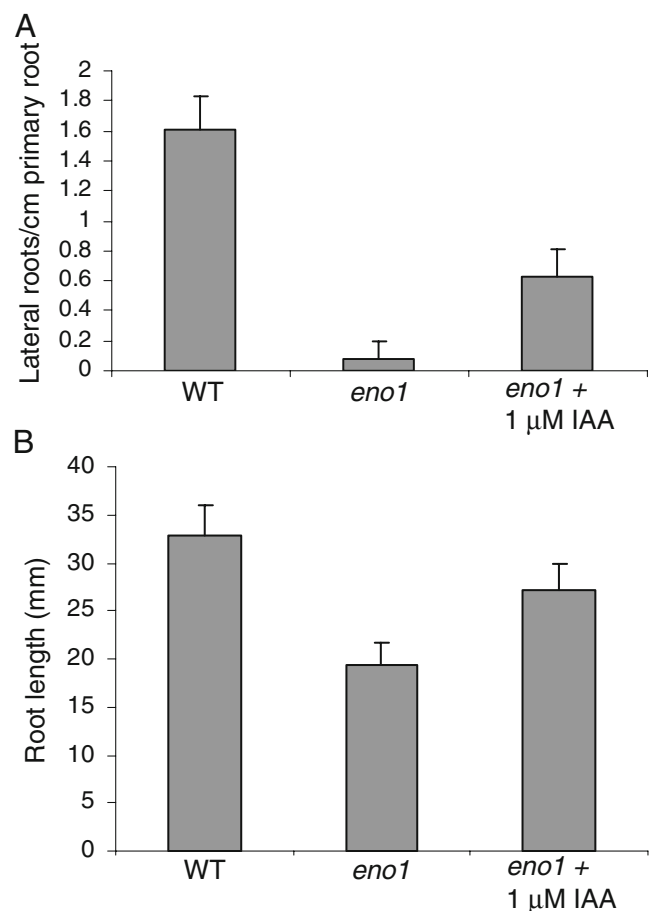 A
Lateral roots/cm primary root
2
1.8
1.6
1.4
1.2
1
0.8
0.6
0.4
0.2
0
WT
eno1
eno1 +
1 μM IAA
B
Root length (mm)
40
35
30
25
20
15
10
5
0
WT
eno1
eno1 +
1 μM IAA